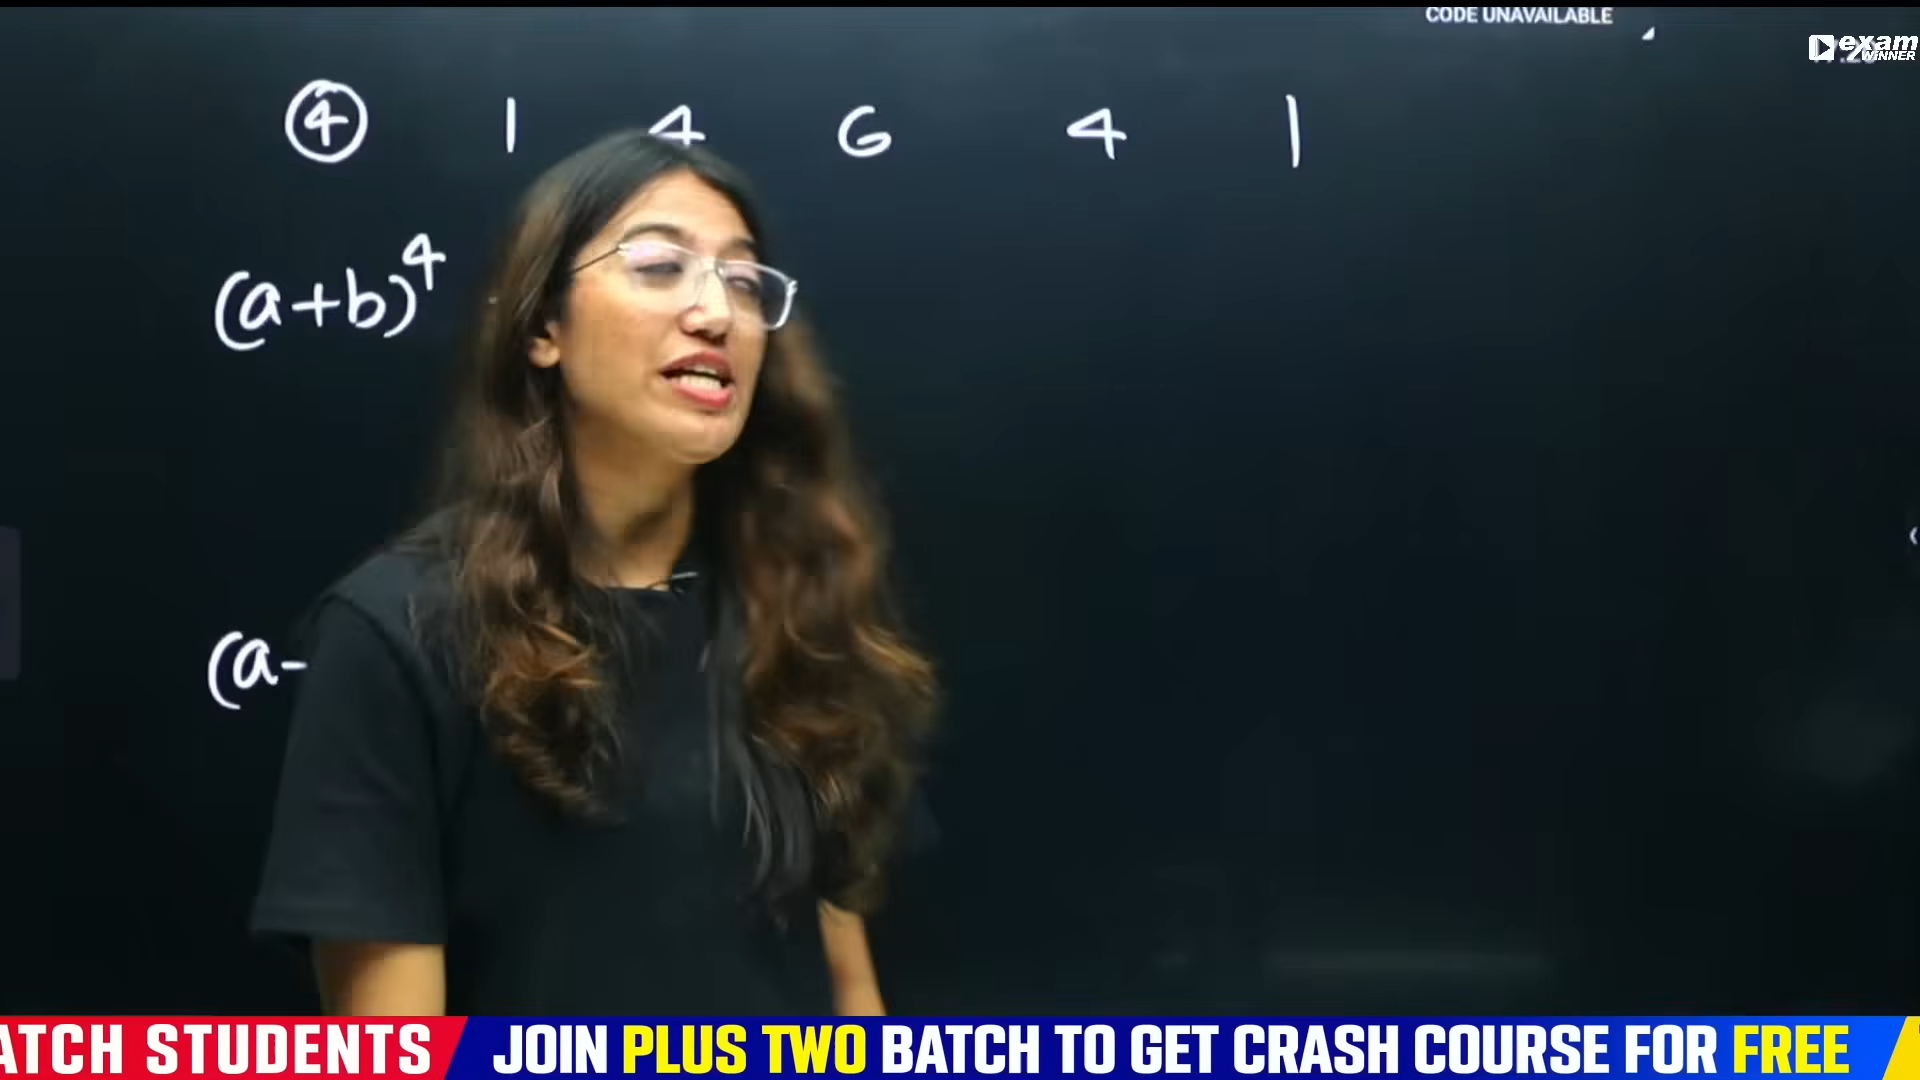 CODE UNAVAILABLE
exam
WINNER
④ 1 4 6 4 1
(a+b)⁴
(a-
ATCH STUDENTS JOIN PLUS TWO BATCH TO GET CRASH COURSE FOR FREE